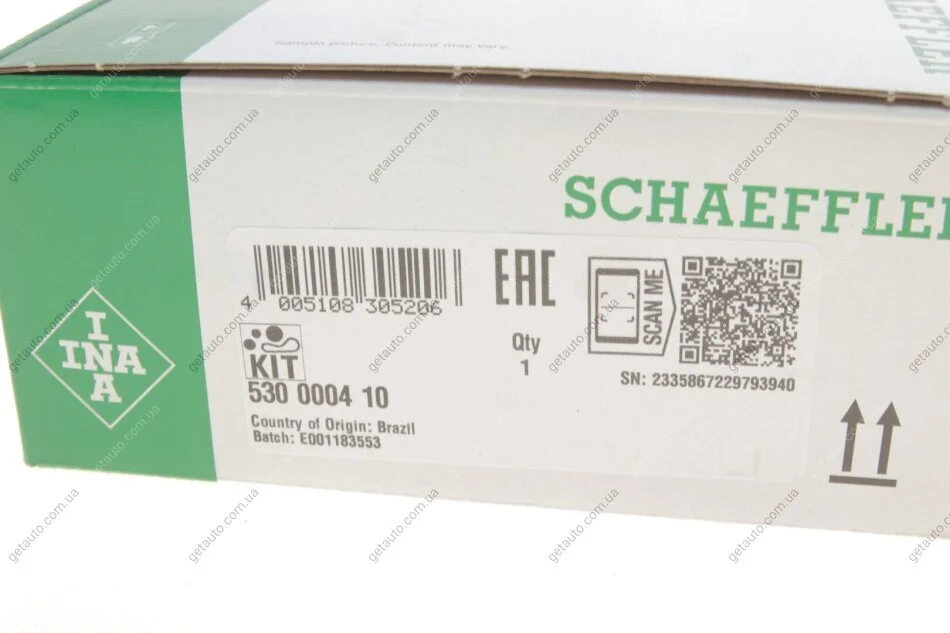 Sample picture. Content may vary.
SCHAEFFLE
I
INA
A
4 005108 305206
EAC
SCAN ME
KIT
Qty
1
530 0004 10
SN: 2335867229793940
Country of Origin: Brazil
Batch: E001183553
getauto.com.ua